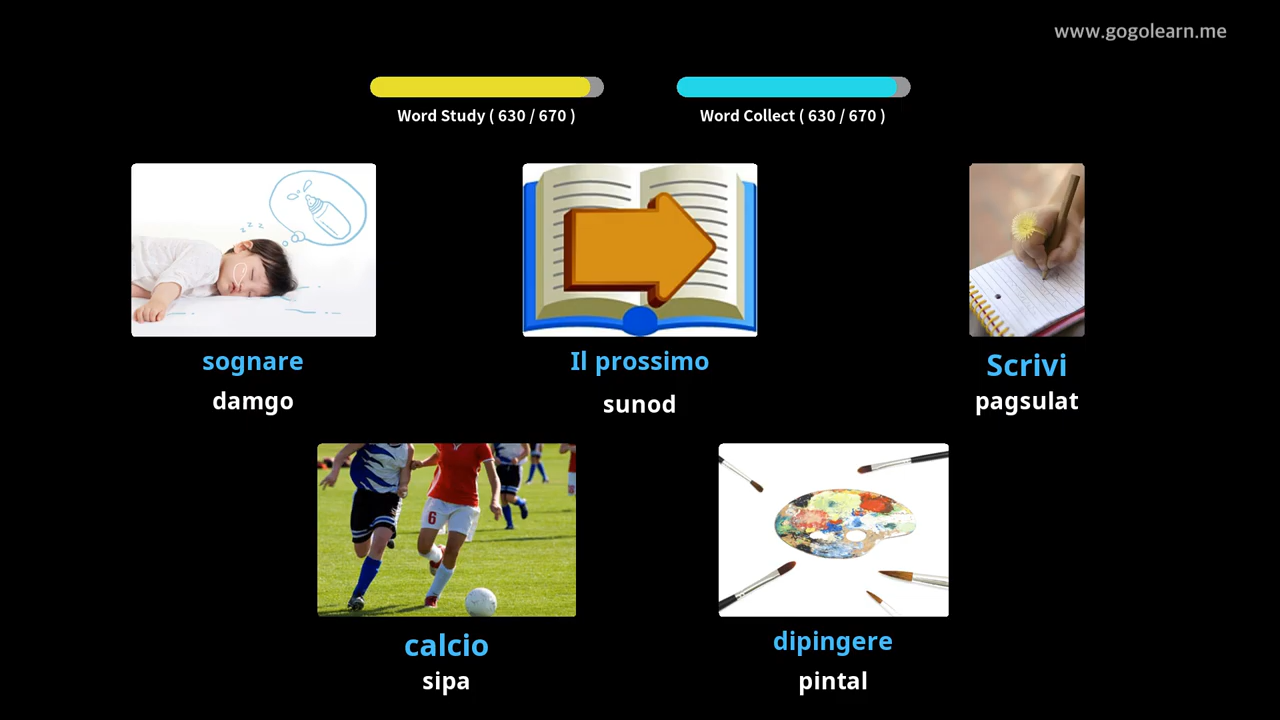 www.gogolearn.me
Word Study ( 630 / 670 )
Word Collect ( 630 / 670 )
sognare
damgo
Il prossimo
sunod
Scrivi
pagsulat
calcio
sipa
dipingere
pintal